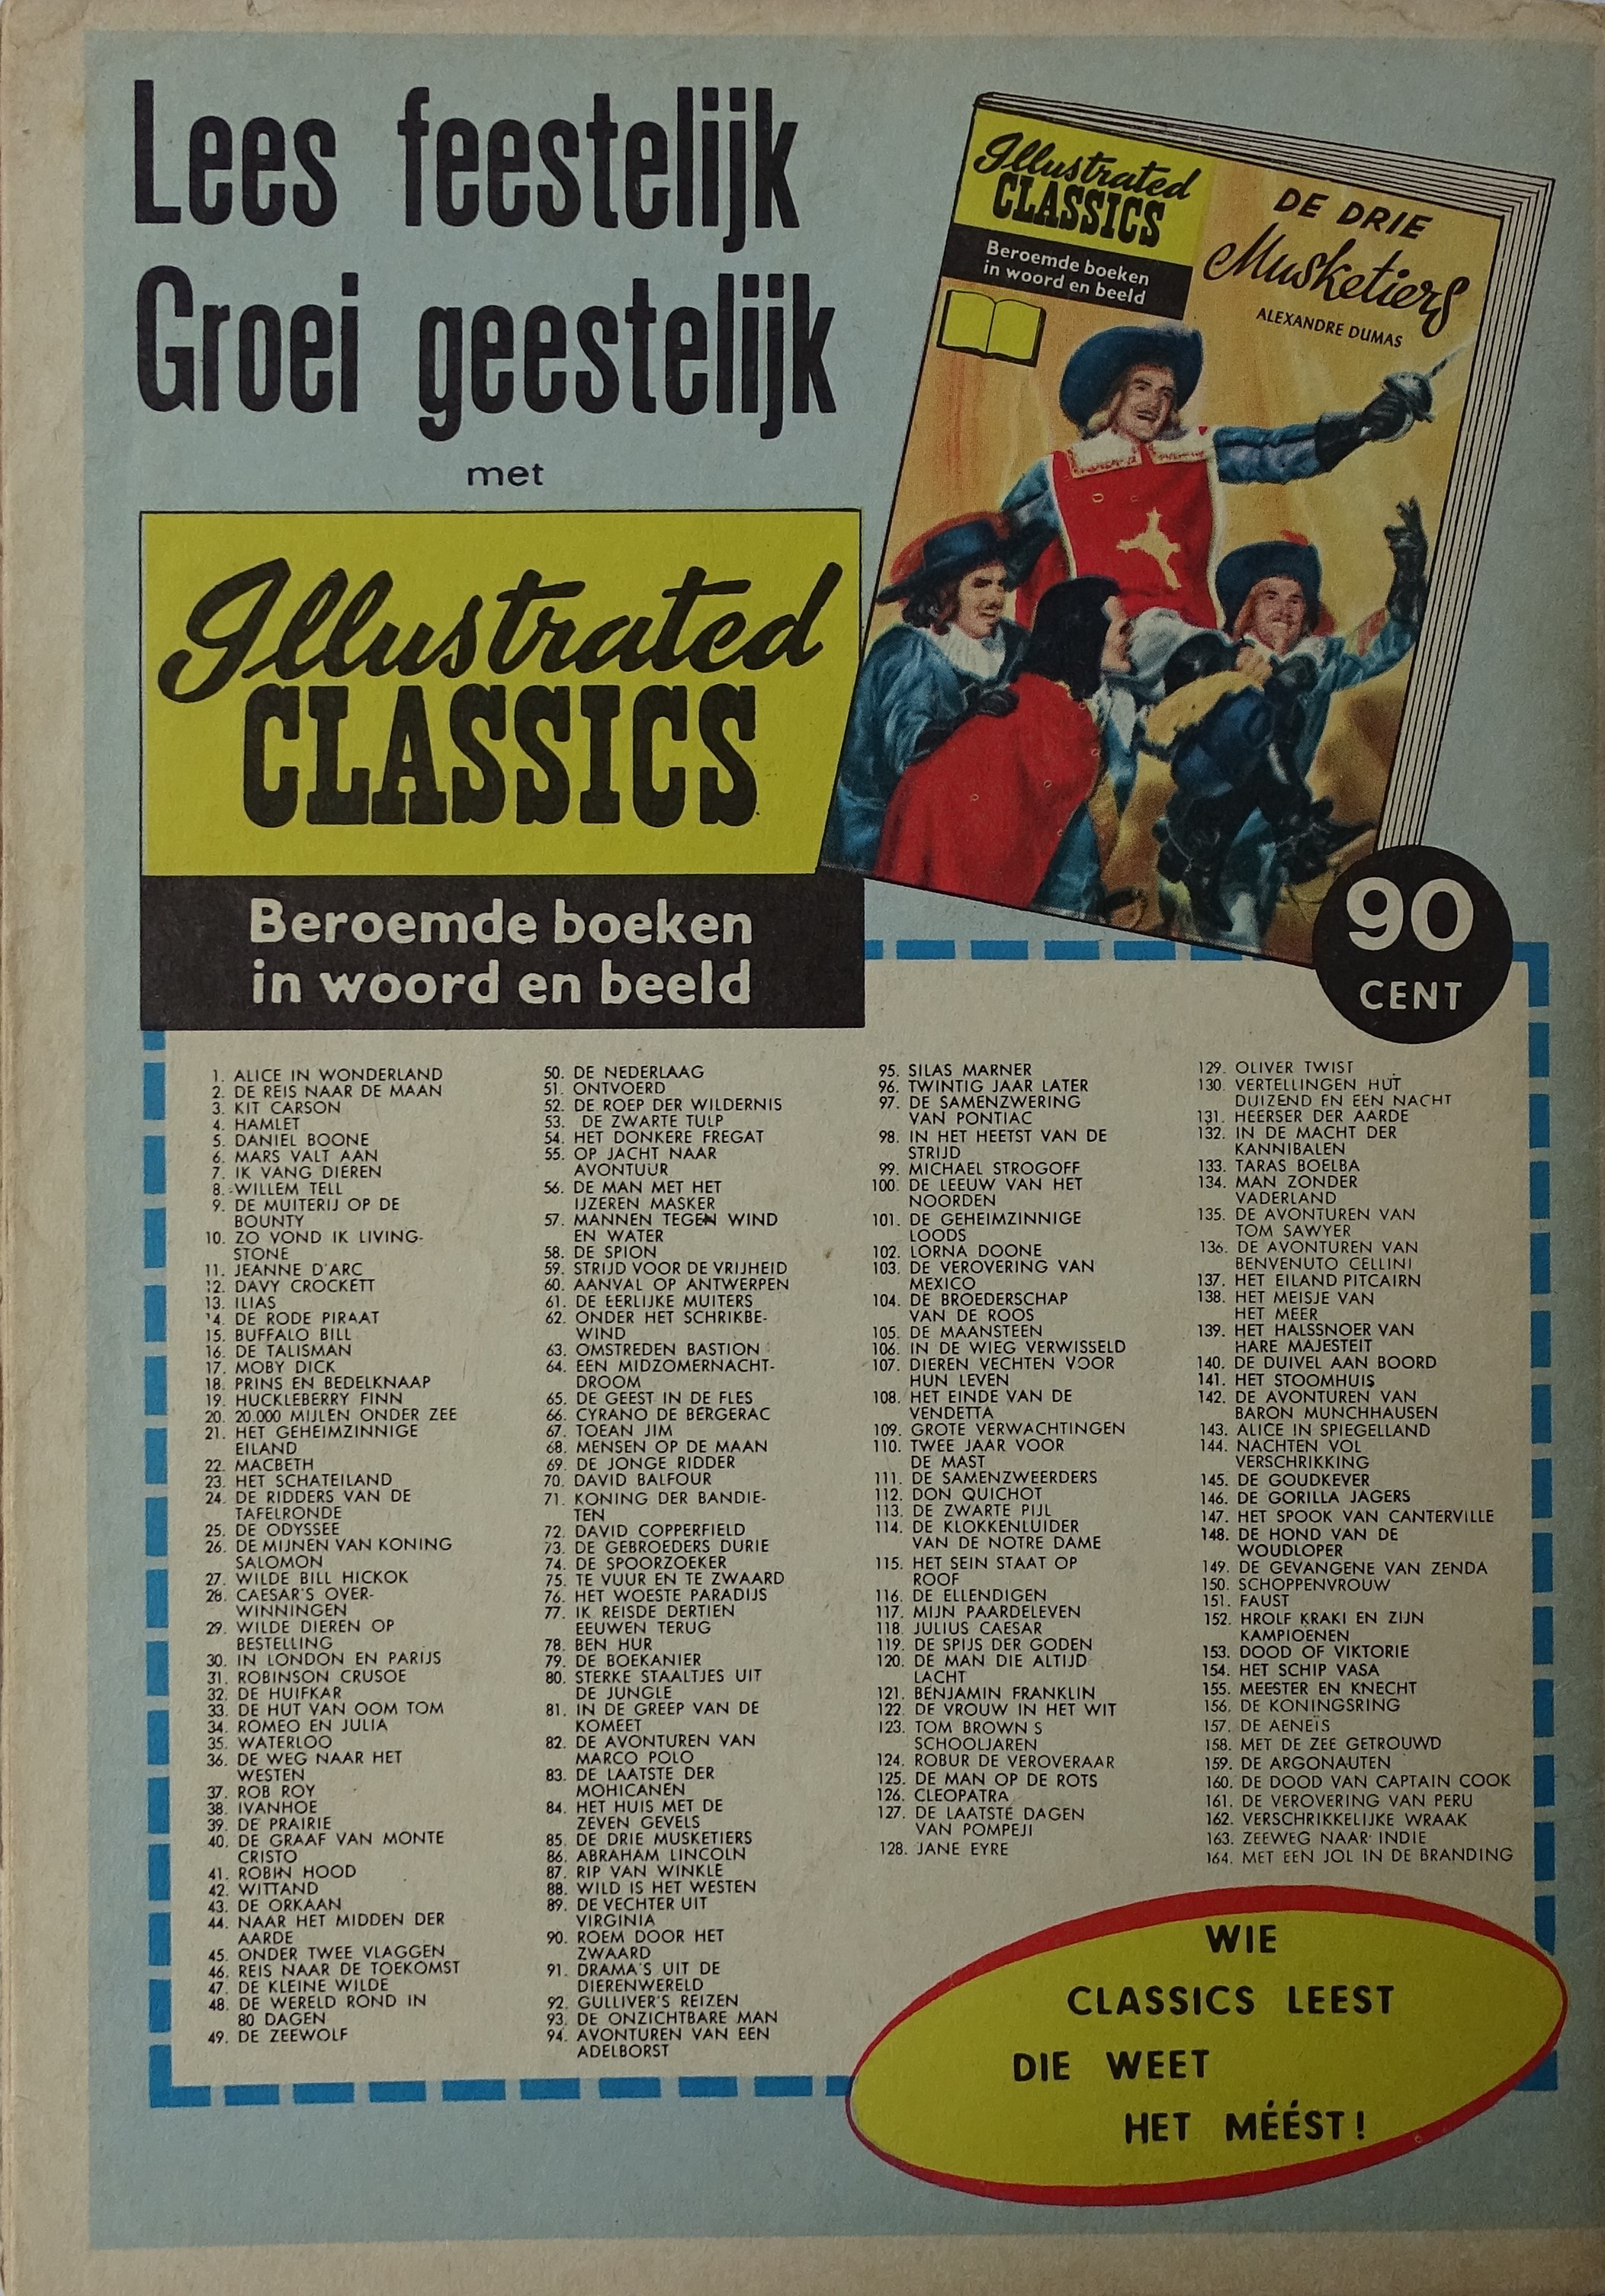 Lees feestelijk
Groei geestelijk
met
Illustrated
CLASSICS
Beroemde boeken
in woord en beeld
Illustrated
CLASSICS
Beroemde boeken
in woord en beeld
DE DRIE
Musketiers
ALEXANDRE DUMAS
90
CENT
1. ALICE IN WONDERLAND
2. DE REIS NAAR DE MAAN
3. KIT CARSON
4. HAMLET
5. DANIEL BOONE
6. MARS VALT AAN
7. IK VANG DIEREN
8. WILLEM TELL
9. DE MUITERIJ OP DE
BOUNTY
10. ZO VOND IK LIVING-
STONE
11. JEANNE D'ARC
12. DAVY CROCKETT
13. ILIAS
14. DE RODE PIRAAT
15. BUFFALO BILL
16. DE TALISMAN
17. MOBY DICK
18. PRINS EN BEDELKNAAP
19. HUCKLEBERRY FINN
20. 20.000 MIJLEN ONDER ZEE
21. HET GEHEIMZINNIGE
EILAND
22. MACBETH
23. HET SCHATEILAND
24. DE RIDDERS VAN DE
TAFELRONDE
25. DE ODYSSEE
26. DE MIJNEN VAN KONING
SALOMON
27. WILDE BILL HICKOK
28. CAESAR'S OVER-
WINNINGEN
29. WILDE DIEREN OP
BESTELLING
30. IN LONDON EN PARIJS
31. ROBINSON CRUSOE
32. DE HUIFKAR
33. DE HUT VAN OOM TOM
34. ROMEO EN JULIA
35. WATERLOO
36. DE WEG NAAR HET
WESTEN
37. ROB ROY
38. IVANHOE
39. DE PRAIRIE
40. DE GRAAF VAN MONTE
CRISTO
41. ROBIN HOOD
42. WITTAND
43. DE ORKAAN
44. NAAR HET MIDDEN DER
AARDE
45. ONDER TWEE VLAGGEN
46. REIS NAAR DE TOEKOMST
47. DE KLEINE WILDE
48. DE WERELD ROND IN
80 DAGEN
49. DE ZEEWOLF
50. DE NEDERLAAG
51. ONTVOERD
52. DE ROEP DER WILDERNIS
53. DE ZWARTE TULP
54. HET DONKERE FREGAT
55. OP JACHT NAAR
AVONTUUR
56. DE MAN MET HET
IJZEREN MASKER
57. MANNEN TEGEN WIND
EN WATER
58. DE SPION
59. STRIJD VOOR DE VRIJHEID
60. AANVAL OP ANTWERPEN
61. DE EERLIJKE MUITERS
62. ONDER HET SCHRIKBE-
WIND
63. OMSTREDEN BASTION
64. EEN MIDZOMERNACHT-
DROOM
65. DE GEEST IN DE FLES
66. CYRANO DE BERGERAC
67. TOEAN JIM
68. MENSEN OP DE MAAN
69. DE JONGE RIDDER
70. DAVID BALFOUR
71. KONING DER BANDIE-
TEN
72. DAVID COPPERFIELD
73. DE GEBROEDERS DURIE
74. DE SPOORZOEKER
75. TE VUUR EN TE ZWAARD
76. HET WOESTE PARADIJS
77. IK REISDE DERTIEN
EEUWEN TERUG
78. BEN HUR
79. DE BOEKANIER
80. STERKE STAALTJES UIT
DE JUNGLE
81. IN DE GREEP VAN DE
KOMEET
82. DE AVONTUREN VAN
MARCO POLO
83. DE LAATSTE DER
MOHICANEN
84. HET HUIS MET DE
ZEVEN GEVELS
85. DE DRIE MUSKETIERS
86. ABRAHAM LINCOLN
87. RIP VAN WINKLE
88. WILD IS HET WESTEN
89. DE VECHTER UIT
VIRGINIA
90. ROEM DOOR HET
ZWAARD
91. DRAMA'S UIT DE
DIERENWERELD
92. GULLIVER'S REIZEN
93. DE ONZICHTBARE MAN
94. AVONTUREN VAN EEN
ADELBORST
95. SILAS MARNER
96. TWINTIG JAAR LATER
97. DE SAMENZWERING
VAN PONTIAC
98. IN HET HEETST VAN DE
STRIJD
99. MICHAEL STROGOFF
100. DE LEEUW VAN HET
NOORDEN
101. DE GEHEIMZINNIGE
LOODS
102. LORNA DOONE
103. DE VEROVERING VAN
MEXICO
104. DE BROEDERSCHAP
VAN DE ROOS
105. DE MAANSTEEN
106. IN DE WIEG VERWISSELD
107. DIEREN VECHTEN VOOR
HUN LEVEN
108. HET EINDE VAN DE
VENDETTA
109. GROTE VERWACHTINGEN
110. TWEE JAAR VOOR
DE MAST
111. DE SAMENZWEERDERS
112. DON QUICHOT
113. DE ZWARTE PIJL
114. DE KLOKKENLUIDER
VAN DE NOTRE DAME
115. HET SEIN STAAT OP
ROOF
116. DE ELLENDIGEN
117. MIJN PAARDELEVEN
118. JULIUS CAESAR
119. DE SPIJS DER GODEN
120. DE MAN DIE ALTIJD
LACHT
121. BENJAMIN FRANKLIN
122. DE VROUW IN HET WIT
123. TOM BROWN S
SCHOOLJAREN
124. ROBUR DE VEROVERAAR
125. DE MAN OP DE ROTS
126. CLEOPATRA
127. DE LAATSTE DAGEN
VAN POMPEJI
128. JANE EYRE
129. OLIVER TWIST
130. VERTELLINGEN HUT
DUIZEND EN EEN NACHT
131. HEERSER DER AARDE
132. IN DE MACHT DER
KANNIBALEN
133. TARAS BOELBA
134. MAN ZONDER
VADERLAND
135. DE AVONTUREN VAN
TOM SAWYER
136. DE AVONTUREN VAN
BENVENUTO CELLINI
137. HET EILAND PITCAIRN
138. HET MEISJE VAN
HET MEER
139. HET HALSSNOER VAN
HARE MAJESTEIT
140. DE DUIVEL AAN BOORD
141. HET STOOMHUIS
142. DE AVONTUREN VAN
BARON MUNCHHAUSEN
143. ALICE IN SPIEGELLAND
144. NACHTEN VOL
VERSCHRIKKING
145. DE GOUDKEVER
146. DE GORILLA JAGERS
147. HET SPOOK VAN CANTERVILLE
148. DE HOND VAN DE
WOUDLOPER
149. DE GEVANGENE VAN ZENDA
150. SCHOPPENVROUW
151. FAUST
152. HROLF KRAKI EN ZIJN
KAMPIOENEN
153. DOOD OF VIKTORIE
154. HET SCHIP VASA
155. MEESTER EN KNECHT
156. DE KONINGSRING
157. DE AENEÏS
158. MET DE ZEE GETROUWD
159. DE ARGONAUTEN
160. DE DOOD VAN CAPTAIN COOK
161. DE VEROVERING VAN PERU
162. VERSCHRIKKELIJKE WRAAK
163. ZEEWEG NAAR INDIE
164. MET EEN JOL IN DE BRANDING
WIE
CLASSICS LEEST
DIE WEET
HET MÉÉST!